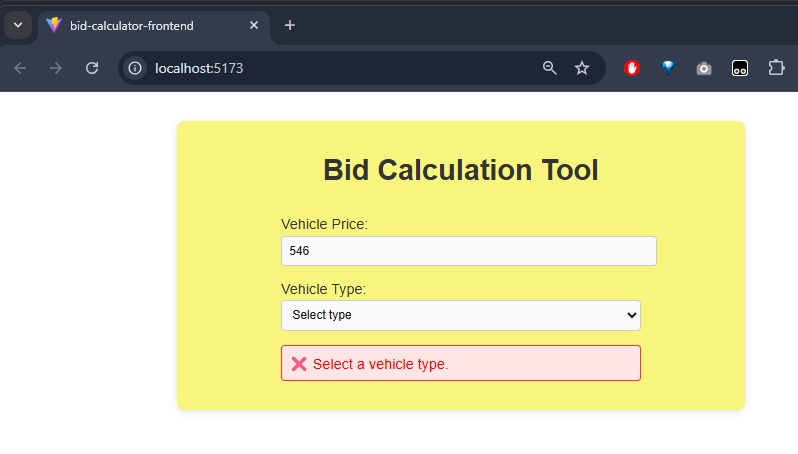 bid-calculator-frontend
localhost:5173
Bid Calculation Tool
Vehicle Price:
546
Vehicle Type:
Select type
❌ Select a vehicle type.